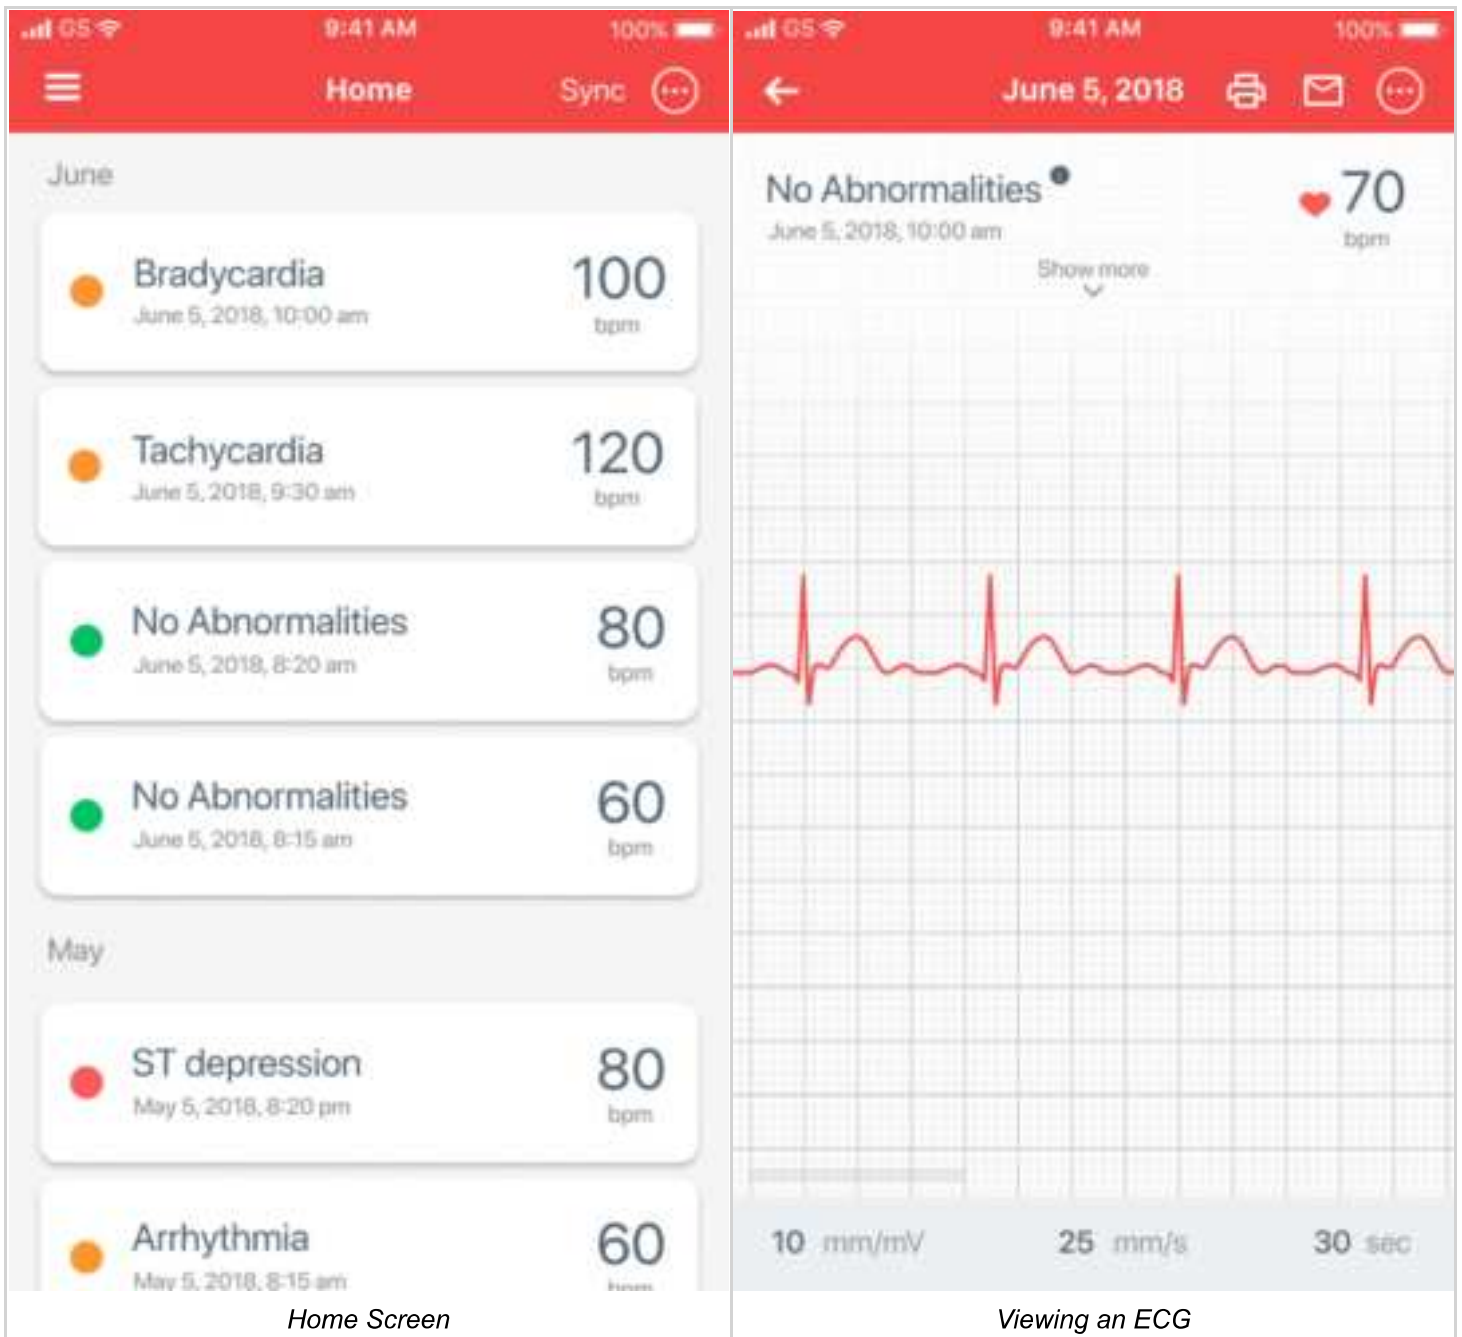 GS
9:41 AM
100%
Home
Sync
June
Bradycardia
100
June 5, 2018, 10:00 am
bpm
Tachycardia
120
June 5, 2018, 9:30 am
bpm
No Abnormalities
80
June 5, 2018, 8:20 am
bpm
No Abnormalities
60
June 5, 2018, 8:15 am
bpm
May
ST depression
80
May 5, 2018, 8:20 pm
bpm
Arrhythmia
60
May 5, 2018, 8:15 am
bpm
Home Screen
GS
9:41 AM
100%
June 5, 2018
No Abnormalities
70
June 5, 2018, 10:00 am
bpm
Show more
10 mm/mV
25 mm/s
30 sec
Viewing an ECG